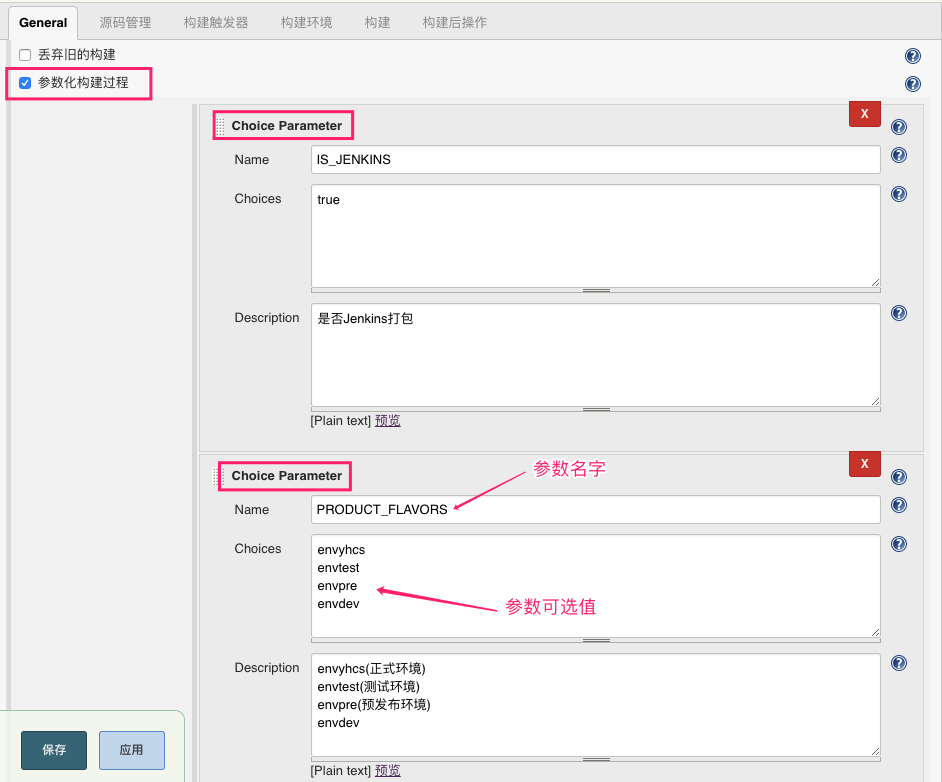 General 源码管理 构建触发器 构建环境 构建 构建后操作
丢弃旧的构建
参数化构建过程
X
Choice Parameter
Name IS_JENKINS
Choices true
Description 是否Jenkins打包
[Plain text] 预览
X
Choice Parameter
参数名字
Name PRODUCT_FLAVORS
Choices envyhcs
envtest
envpre
envdev
参数可选值
Description envyhcs(正式环境)
envtest(测试环境)
envpre(预发布环境)
envdev
[Plain text] 预览
保存 应用